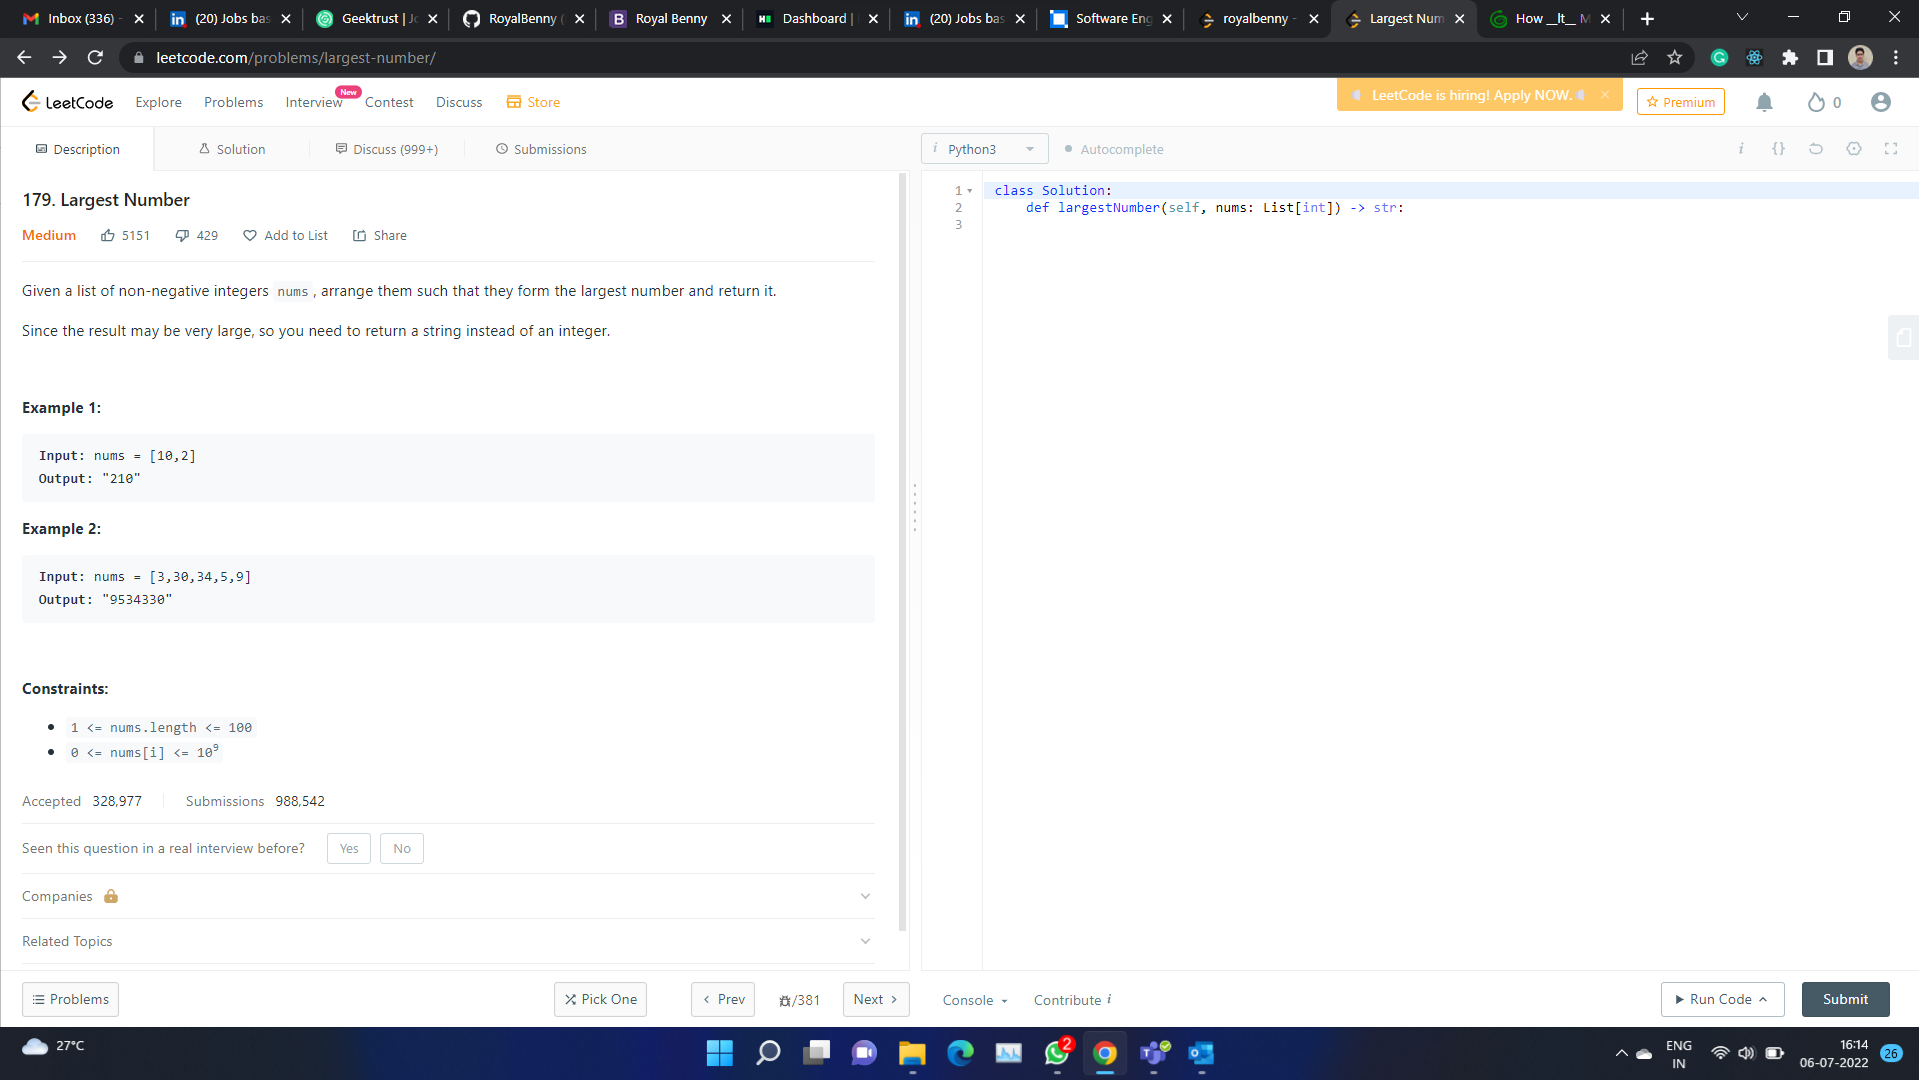 Inbox (336) -
(20) Jobs bas
Geektrust | Jo
RoyalBenny (
Royal Benny
Dashboard |
(20) Jobs bas
Software Eng
royalbenny -
Largest Num
How __lt__ M
leetcode.com/problems/largest-number/
LeetCode
Explore
Problems
Interview
New
Contest
Discuss
Store
LeetCode is hiring! Apply NOW.
Premium
0
Description
Solution
Discuss (999+)
Submissions
Python3
Autocomplete
179. Largest Number
Medium
5151
429
Add to List
Share
Given a list of non-negative integers nums, arrange them such that they form the largest number and return it.
Since the result may be very large, so you need to return a string instead of an integer.
Example 1:
Input: nums = [10,2]
Output: "210"
Example 2:
Input: nums = [3,30,34,5,9]
Output: "9534330"
Constraints:
1 <= nums.length <= 100
0 <= nums[i] <= 10⁹
Accepted 328,977
Submissions 988,542
Seen this question in a real interview before?
Yes
No
Companies
Related Topics
1 class Solution:
2 def largestNumber(self, nums: List[int]) -> str:
3
Problems
Pick One
Prev
/381
Next
Console
Contribute i
Run Code
Submit
27°C
2
ENG
IN
16:14
06-07-2022
26